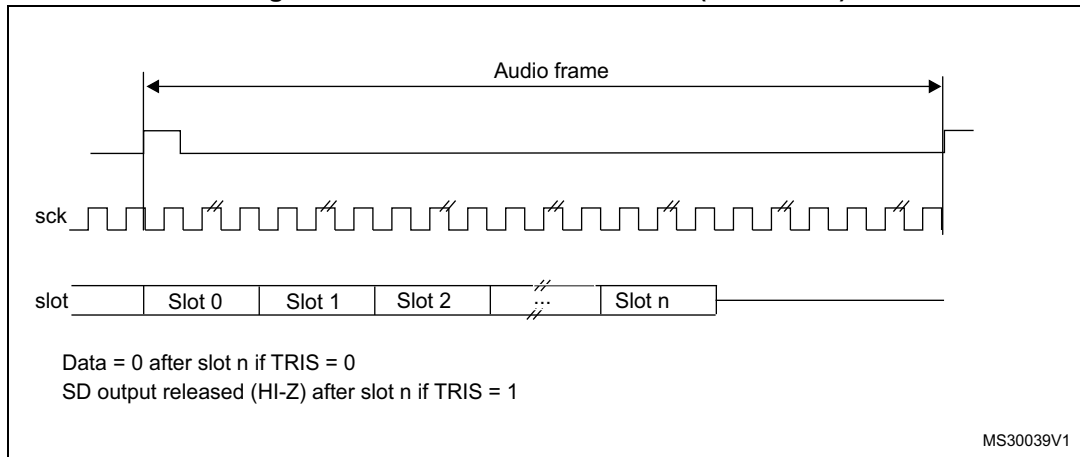 Audio frame
sck
slot Slot 0 Slot 1 Slot 2 ... Slot n
Data = 0 after slot n if TRIS = 0
SD output released (HI-Z) after slot n if TRIS = 1
MS30039V1